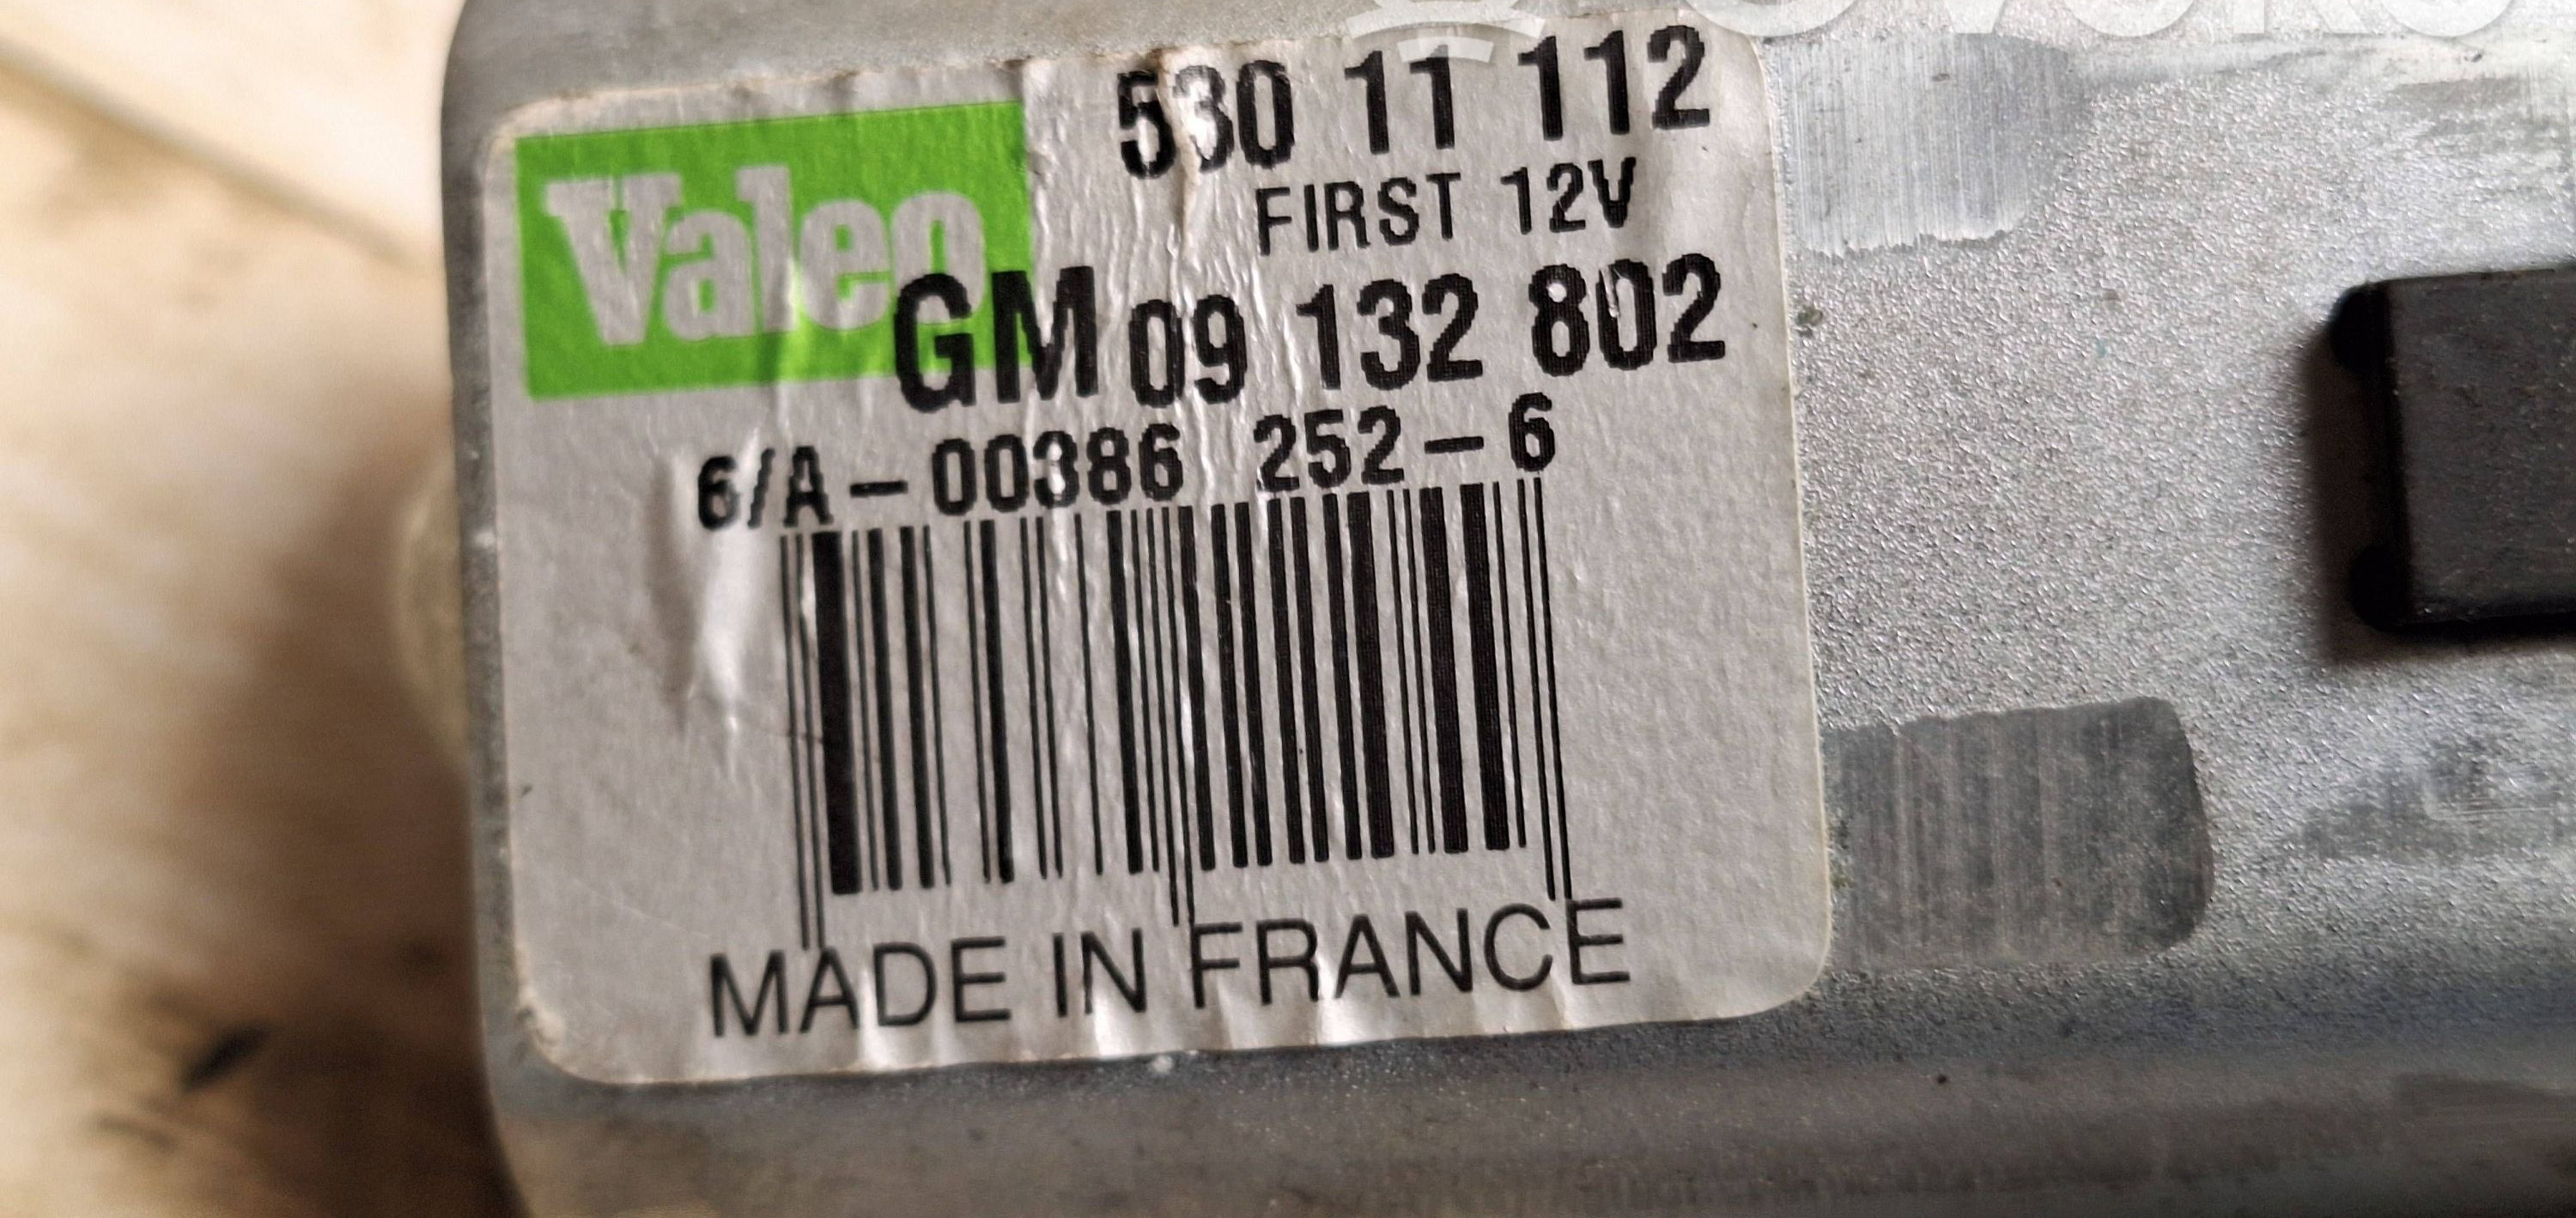 530 11 112
Valeo
FIRST 12V
GM 09 132 802
6/A-00386 252-6
MADE IN FRANCE